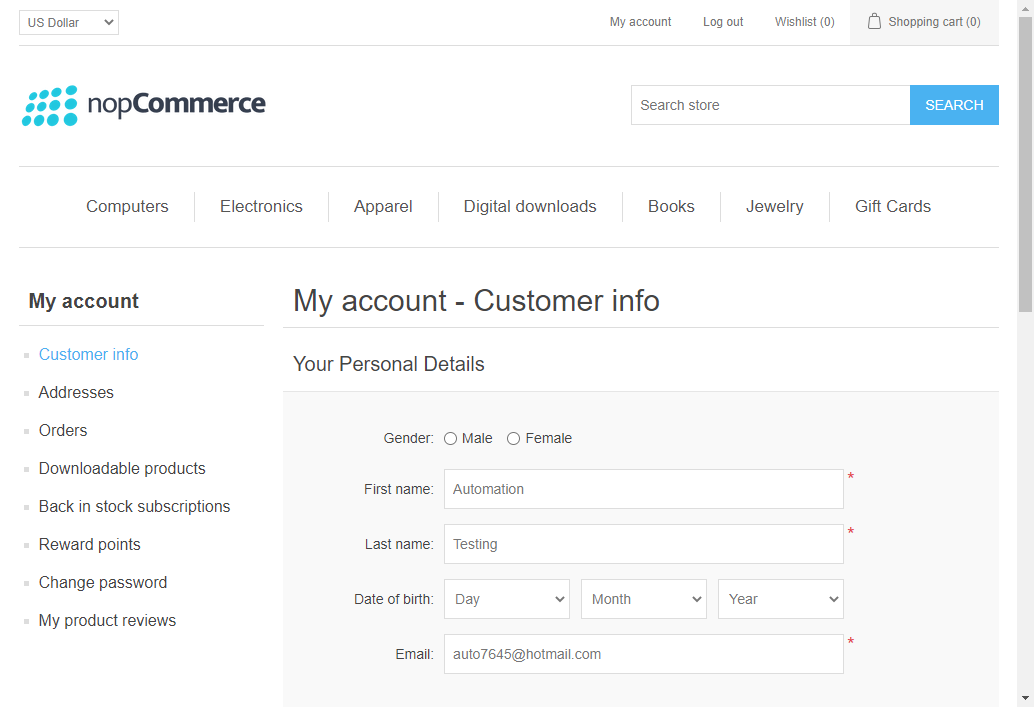 US Dollar
My account
Log out
Wishlist (0)
Shopping cart (0)
nopCommerce
Search store
SEARCH
Computers
Electronics
Apparel
Digital downloads
Books
Jewelry
Gift Cards
My account
Customer info
Addresses
Orders
Downloadable products
Back in stock subscriptions
Reward points
Change password
My product reviews
My account - Customer info
Your Personal Details
Gender: Male Female
First name: Automation *
Last name: Testing *
Date of birth: Day Month Year
Email: auto7645@hotmail.com *